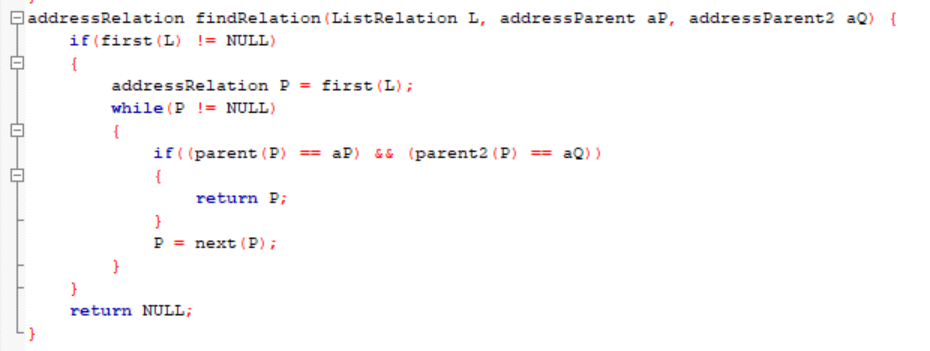 addressRelation findRelation(ListRelation L, addressParent aP, addressParent2 aQ) {
    if(first(L) != NULL)
    {
        addressRelation P = first(L);
        while(P != NULL)
        {
            if((parent(P) == aP) && (parent2(P) == aQ))
            {
                return P;
            }
            P = next(P);
        }
    }
    return NULL;
}